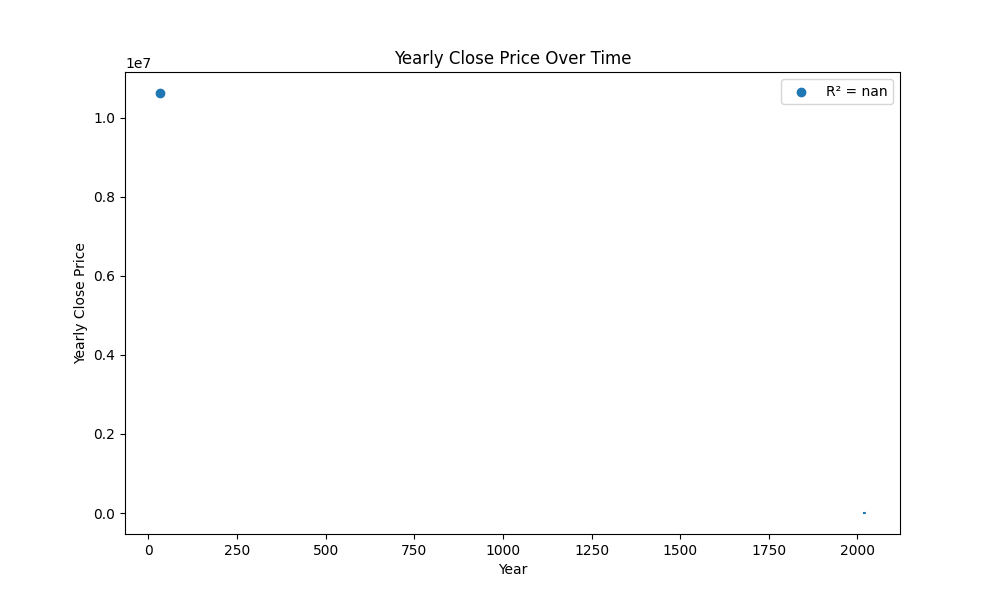 Yearly Close Price Over Time
1e7
R² = nan
1.0
0.8
0.6
0.4
0.2
0.0
Yearly Close Price
0 250 500 750 1000 1250 1500 1750 2000
Year